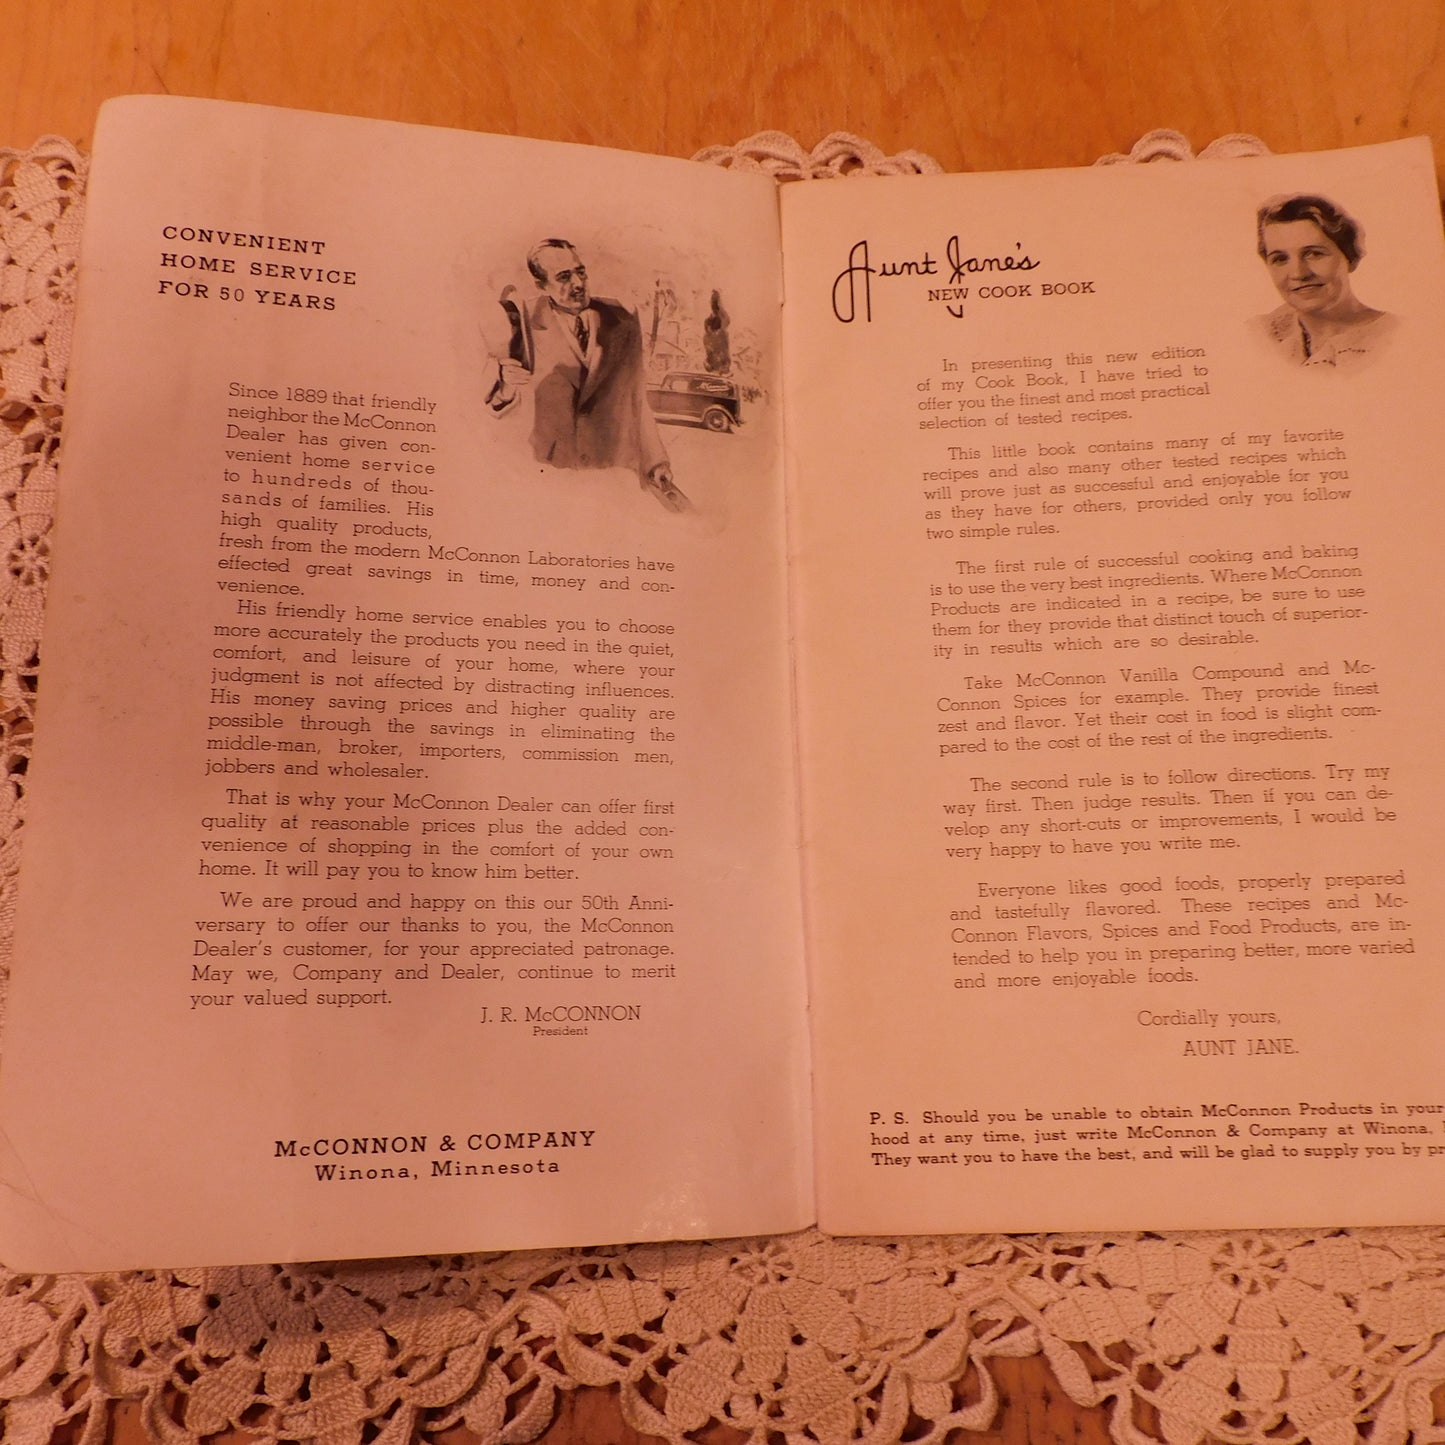 CONVENIENT
HOME SERVICE
FOR 50 YEARS
Since 1889 that friendly
neighbor the McConnon
Dealer has given con-
venient home service
to hundreds of thou-
sands of families. His
high quality products,
fresh from the modern McConnon Laboratories have
effected great savings in time, money and con-
venience.
His friendly home service enables you to choose
more accurately the products you need in the quiet,
comfort, and leisure of your home, where your
judgment is not affected by distracting influences.
His money saving prices and higher quality are
possible through the savings in eliminating the
middle-man, broker, importers, commission men,
jobbers and wholesaler.
That is why your McConnon Dealer can offer first
quality at reasonable prices plus the added con-
venience of shopping in the comfort of your own
home. It will pay you to know him better.
We are proud and happy on this our 50th Anni-
versary to offer our thanks to you, the McConnon
Dealer's customer, for your appreciated patronage.
May we, Company and Dealer, continue to merit
your valued support.
J. R. McCONNON
President
McCONNON & COMPANY
Winona, Minnesota
Aunt Jane's
NEW COOK BOOK
In presenting this new edition
of my Cook Book, I have tried to
offer you the finest and most practical
selection of tested recipes.
This little book contains many of my favorite
recipes and also many other tested recipes which
will prove just as successful and enjoyable for you
as they have for others, provided only you follow
two simple rules.
The first rule of successful cooking and baking
is to use the very best ingredients. Where McConnon
Products are indicated in a recipe, be sure to use
them for they provide that distinct touch of superior-
ity in results which are so desirable.
Take McConnon Vanilla Compound and Mc-
Connon Spices for example. They provide finest
zest and flavor. Yet their cost in food is slight com-
pared to the cost of the rest of the ingredients.
The second rule is to follow directions. Try my
way first. Then judge results. Then if you can de-
velop any short-cuts or improvements, I would be
very happy to have you write me.
Everyone likes good foods, properly prepared
and tastefully flavored. These recipes and Mc-
Connon Flavors, Spices and Food Products, are in-
tended to help you in preparing better, more varied
and more enjoyable foods.
Cordially yours,
AUNT JANE.
P. S. Should you be unable to obtain McConnon Products in your
hood at any time, just write McConnon & Company at Winona,
They want you to have the best, and will be glad to supply you by